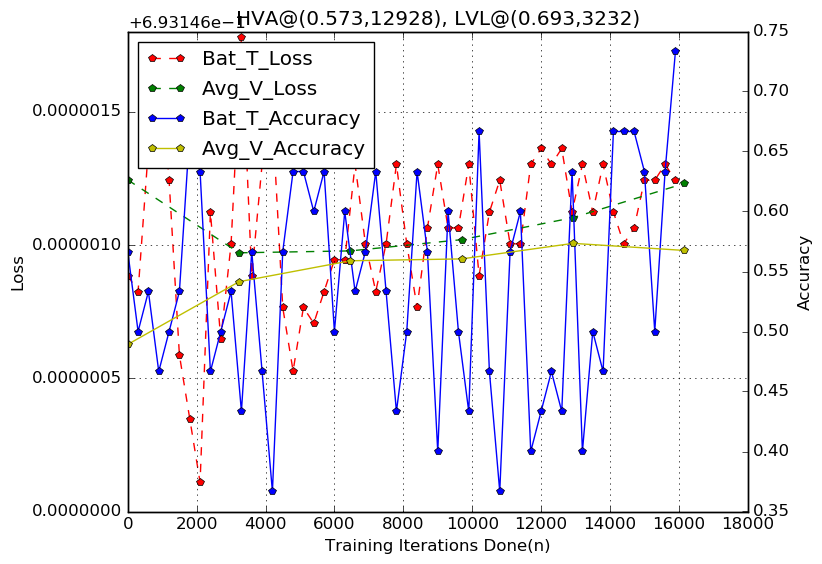 +6.93146e−1
HVA@(0.573,12928), LVL@(0.693,3232)
Bat_T_Loss
Avg_V_Loss
Bat_T_Accuracy
Avg_V_Accuracy
0.0000015
0.0000010
0.0000005
0.0000000
Loss
0.75
0.70
0.65
0.60
0.55
0.50
0.45
0.40
0.35
Accuracy
0 2000 4000 6000 8000 10000 12000 14000 16000 18000
Training Iterations Done(n)